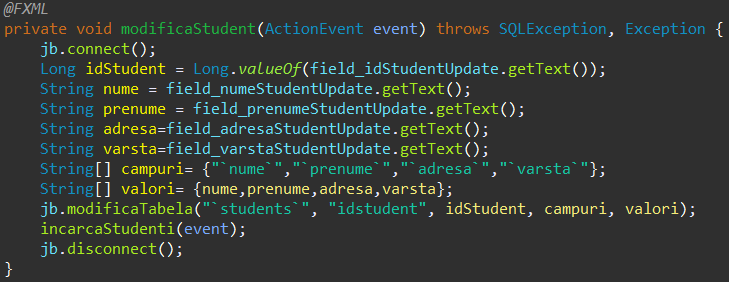 @FXML
private void modificaStudent(ActionEvent event) throws SQLException, Exception {
    jb.connect();
    Long idStudent = Long.valueOf(field_idStudentUpdate.getText());
    String nume = field_numeStudentUpdate.getText();
    String prenume = field_prenumeStudentUpdate.getText();
    String adresa=field_adresaStudentUpdate.getText();
    String varsta=field_varstaStudentUpdate.getText();
    String[] campuri= {"`nume`","`prenume`","`adresa`","`varsta`"};
    String[] valori= {nume,prenume,adresa,varsta};
    jb.modificaTabela("`students`", "idstudent", idStudent, campuri, valori);
    incarcaStudenti(event);
    jb.disconnect();
}